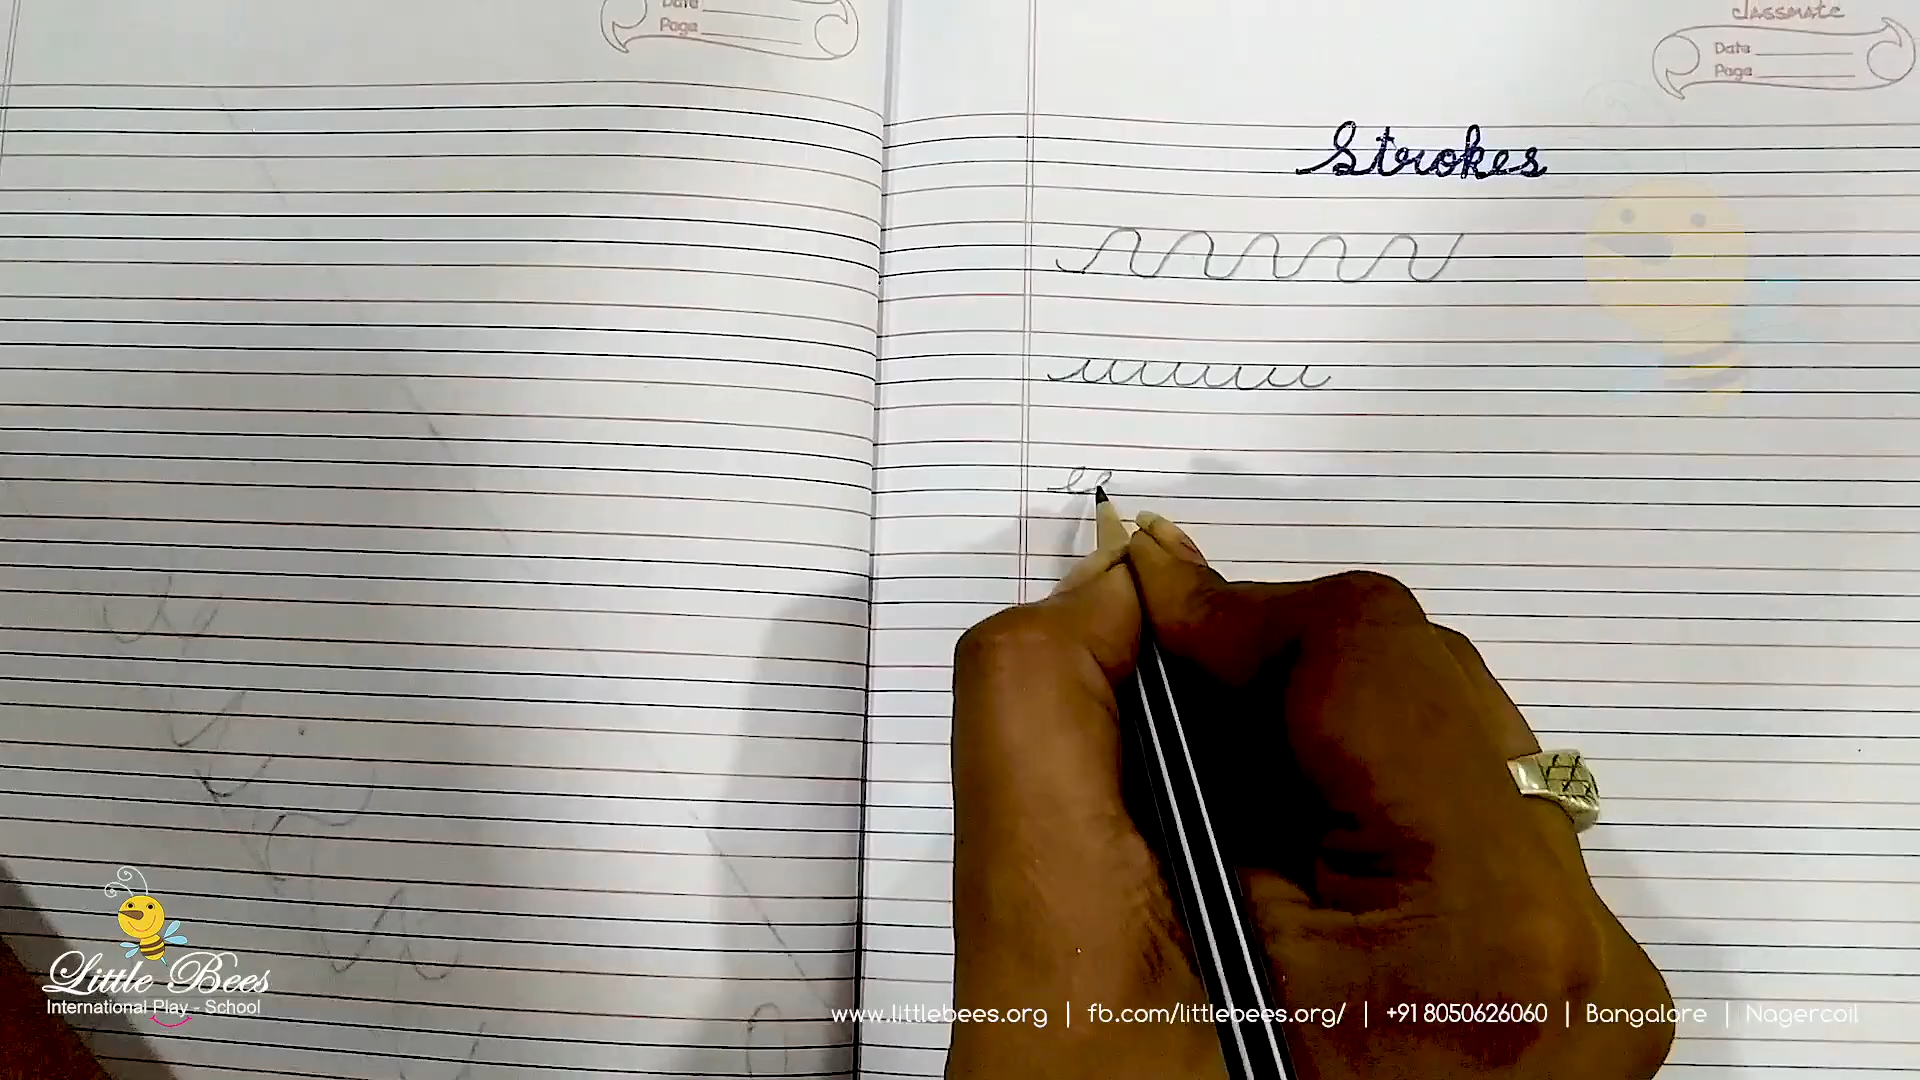 Date
Page
classmate
Date
Page
Strokes
Little Bees
International Play - School
www.littlebees.org | fb.com/littlebees.org/ | +91 8050626060 | Bangalore | Nagercoil